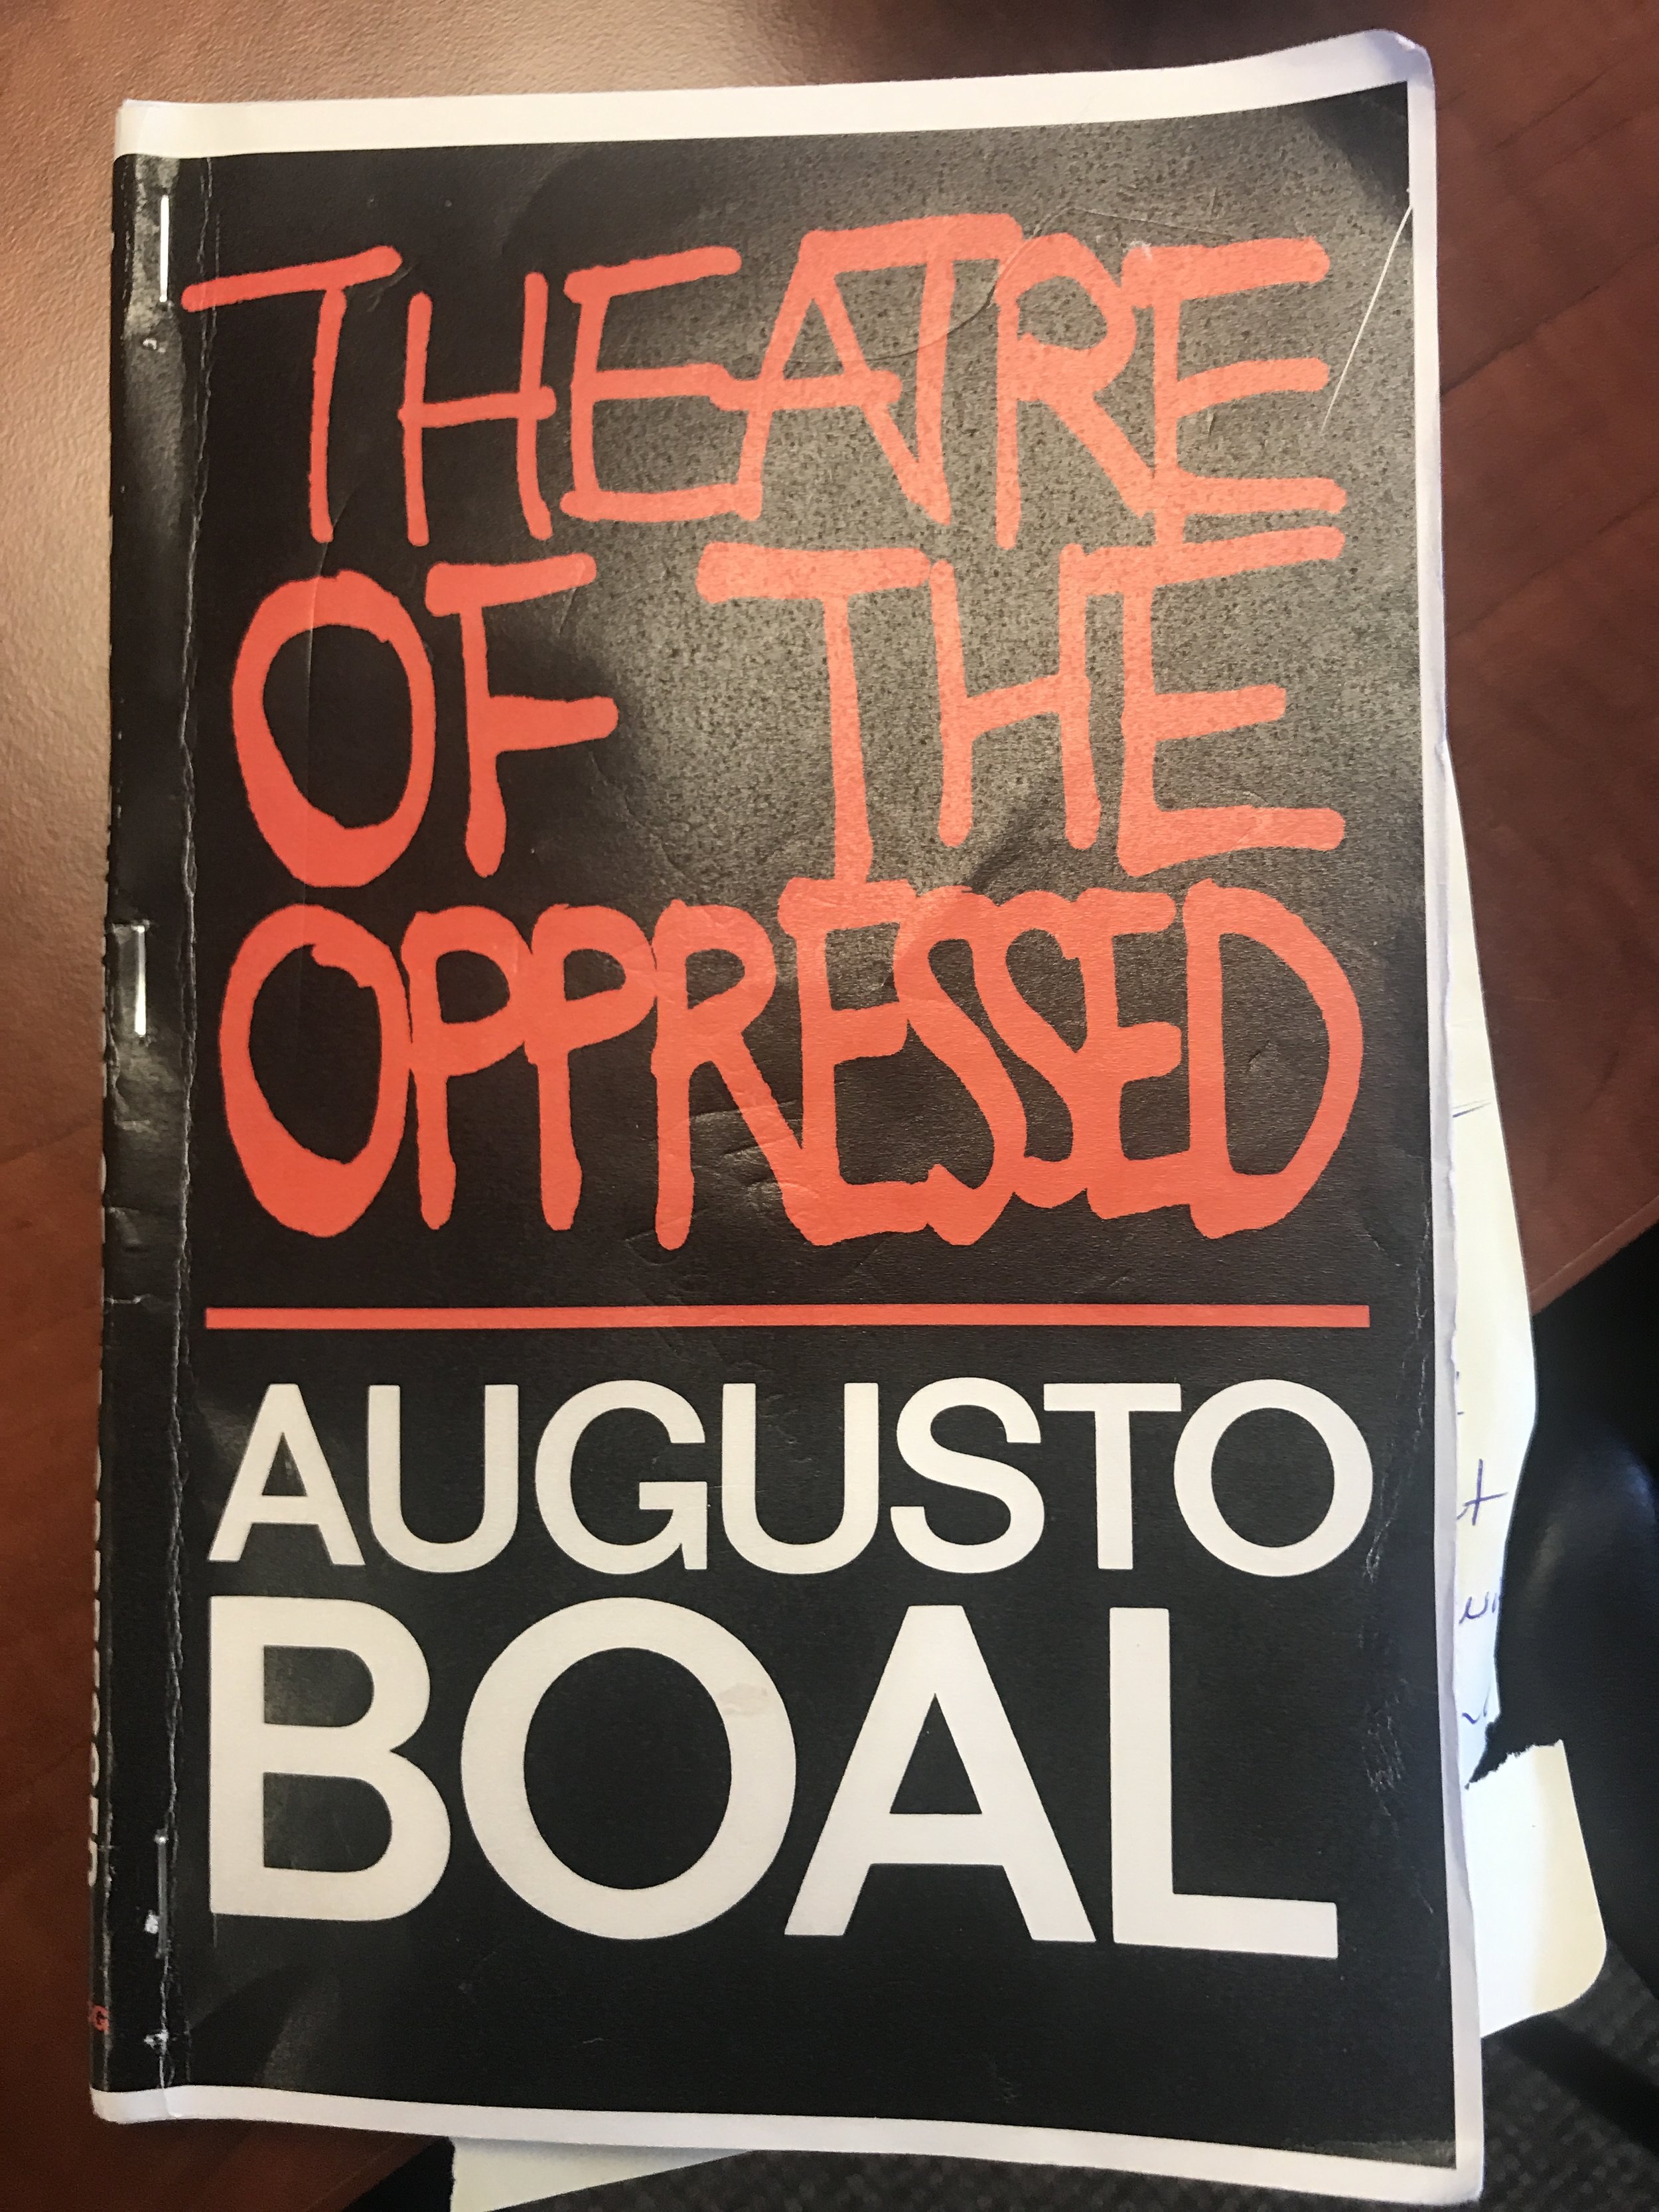 THEATRE
OF THE
OPPRESSED
AUGUSTO
BOAL